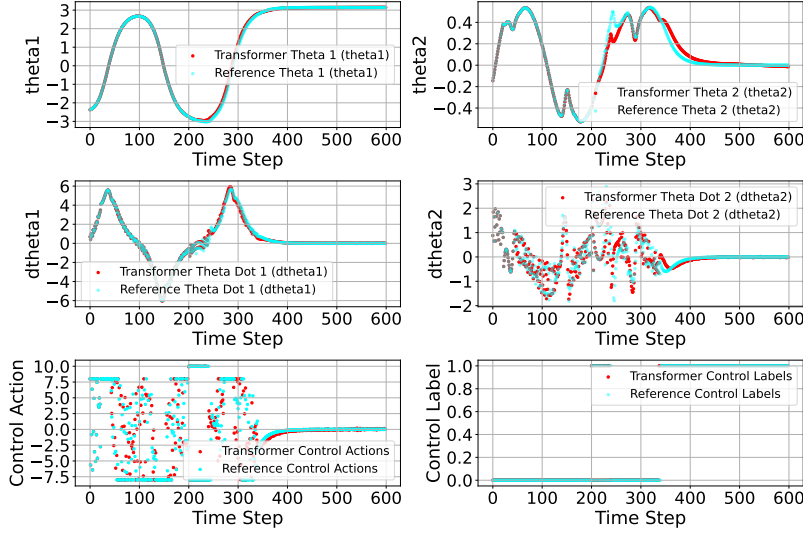 3
2
1
0
−1
−2
−3
theta1
Transformer Theta 1 (theta1)
Reference Theta 1 (theta1)
0 100 200 300 400 500 600
Time Step
0.4
0.2
0.0
−0.2
−0.4
theta2
Transformer Theta 2 (theta2)
Reference Theta 2 (theta2)
0 100 200 300 400 500 600
Time Step
6
4
2
0
−2
−4
−6
dtheta1
Transformer Theta Dot 1 (dtheta1)
Reference Theta Dot 1 (dtheta1)
0 100 200 300 400 500 600
Time Step
3
2
1
0
−1
−2
dtheta2
Transformer Theta Dot 2 (dtheta2)
Reference Theta Dot 2 (dtheta2)
0 100 200 300 400 500 600
Time Step
10.0
7.5
5.0
2.5
0.0
−2.5
−5.0
−7.5
Control Action
Transformer Control Actions
Reference Control Actions
0 100 200 300 400 500 600
Time Step
1.0
0.8
0.6
0.4
0.2
0.0
Control Label
Transformer Control Labels
Reference Control Labels
0 100 200 300 400 500 600
Time Step